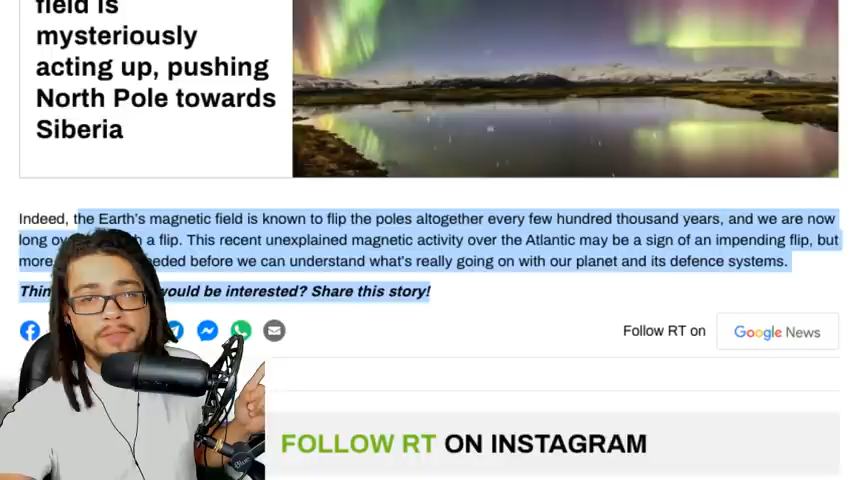 field is
mysteriously
acting up, pushing
North Pole towards
Siberia
Indeed, the Earth's magnetic field is known to flip the poles altogether every few hundred thousand years, and we are now
long a flip. This recent unexplained magnetic activity over the Atlantic may be a sign of an impending flip, but
more before we can understand what's really going on with our planet and its defence systems.
would be interested? Share this story!
Follow RT on Google News
FOLLOW RT ON INSTAGRAM